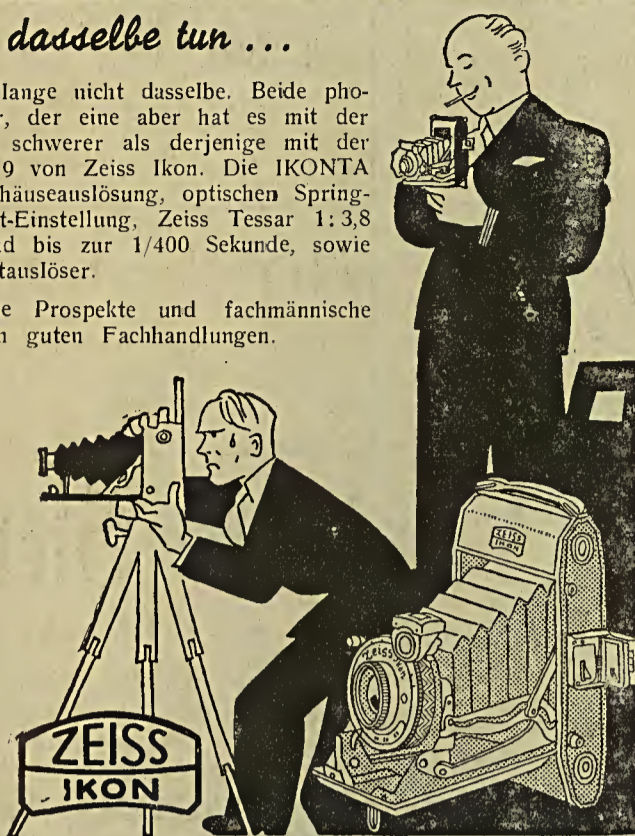 dasselbe tun ...
lange nicht dasselbe. Beide pho-
, der eine aber hat es mit der
schwerer als derjenige mit der
9 von Zeiss Ikon. Die IKONTA
häuseauslösung, optischen Spring-
t-Einstellung, Zeiss Tessar 1:3,8
d bis zur 1/400 Sekunde, sowie
tauslöser.
e Prospekte und fachmännische
n guten Fachhandlungen.
ZEISS
IKON
Zeiss Ikon
ZEISS
IKON